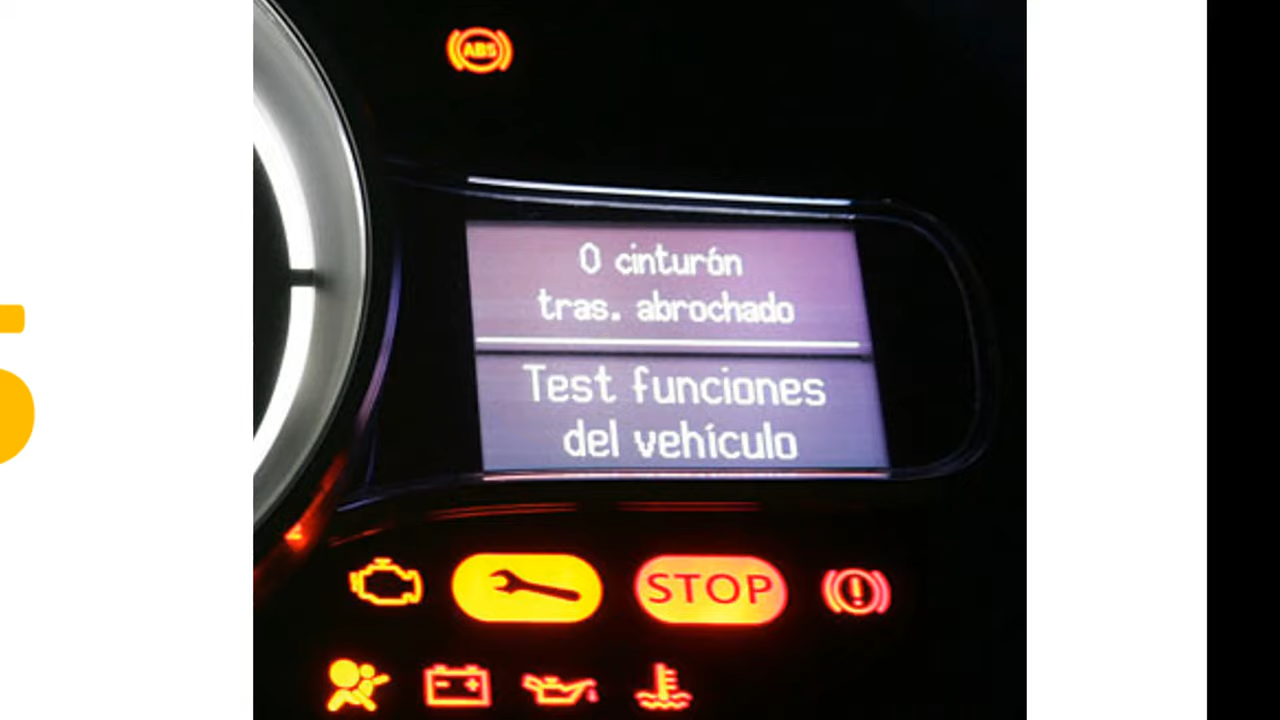 ABS
0 cinturón
tras. abrochado
Test funciones
del vehículo
STOP